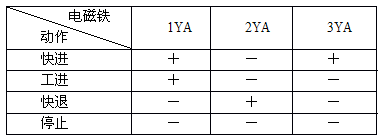 电磁铁
动作 1YA 2YA 3YA
快进 + − +
工进 + − −
快退 − + −
停止 − − −